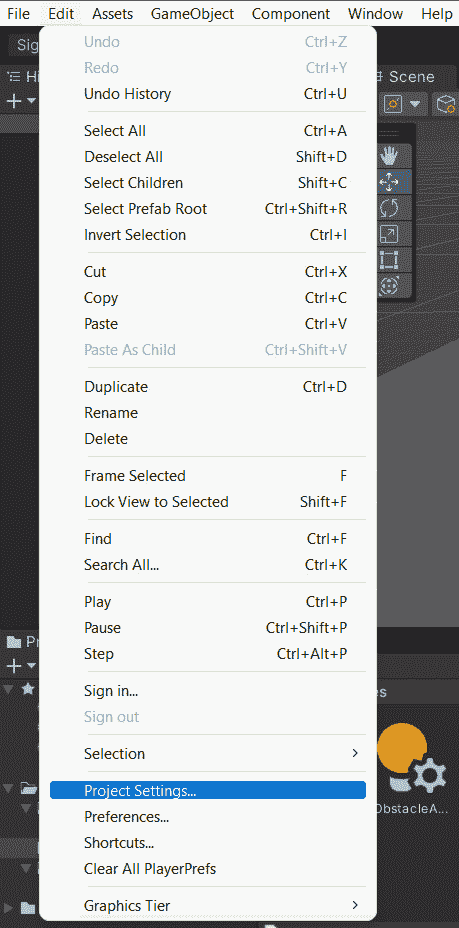 File Edit Assets GameObject Component Window Help
Undo Ctrl+Z
Redo Ctrl+Y
Undo History Ctrl+U
Select All Ctrl+A
Deselect All Shift+D
Select Children Shift+C
Select Prefab Root Ctrl+Shift+R
Invert Selection Ctrl+I
Cut Ctrl+X
Copy Ctrl+C
Paste Ctrl+V
Paste As Child Ctrl+Shift+V
Duplicate Ctrl+D
Rename
Delete
Frame Selected F
Lock View to Selected Shift+F
Find Ctrl+F
Search All... Ctrl+K
Play Ctrl+P
Pause Ctrl+Shift+P
Step Ctrl+Alt+P
Sign in...
Sign out
Selection
Project Settings...
Preferences...
Shortcuts...
Clear All PlayerPrefs
Graphics Tier
Scene
ObstacleA...